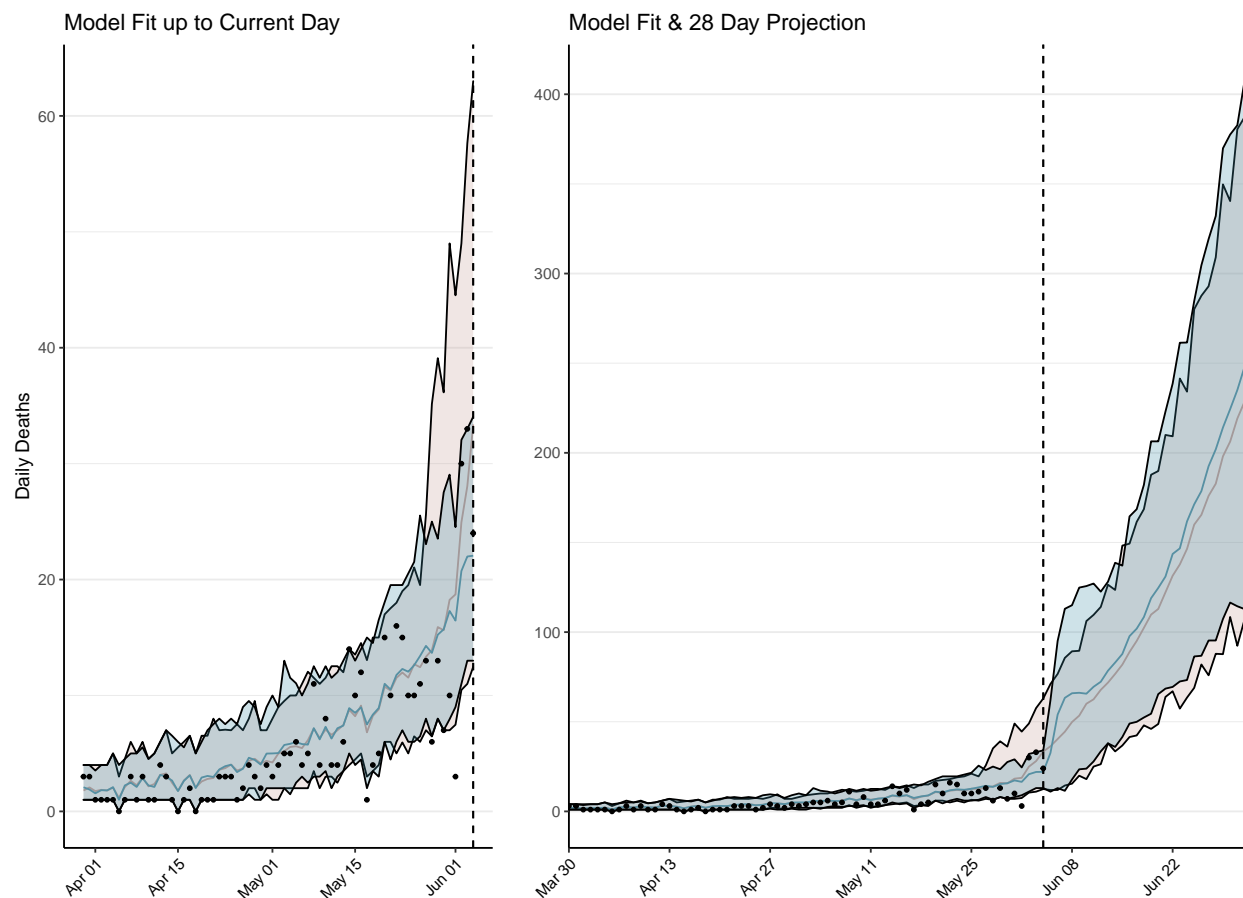 Model Fit up to Current Day
Model Fit & 28 Day Projection
Daily Deaths
60
40
20
0
Apr 01
Apr 15
May 01
May 15
Jun 01
400
300
200
100
0
Mar 30
Apr 13
Apr 27
May 11
May 25
Jun 08
Jun 22